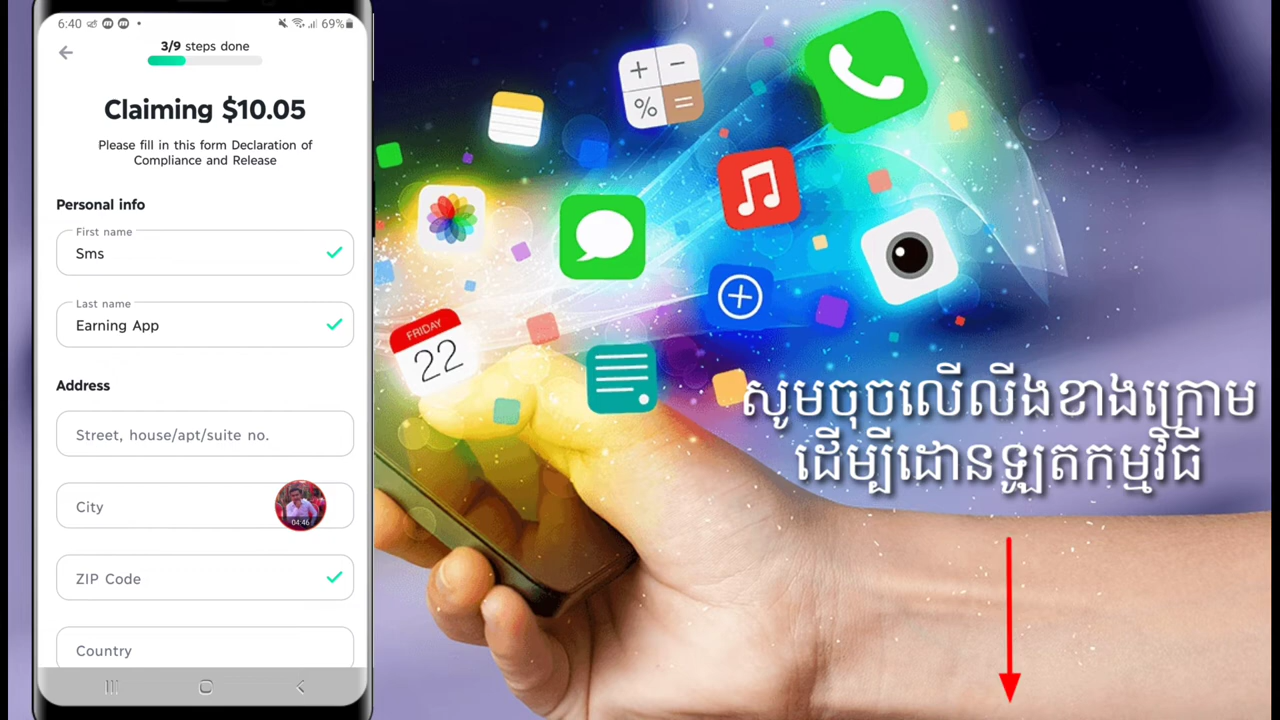 6:40
69%
3/9 steps done
Claiming $10.05
Please fill in this form Declaration of
Compliance and Release
Personal info
First name
Sms
Last name
Earning App
Address
Street, house/apt/suite no.
City
04:46
ZIP Code
Country
FRIDAY
22
សូមចុចលើលីងខាងក្រោម
ដើម្បីដោនឡូតកម្មវិធី